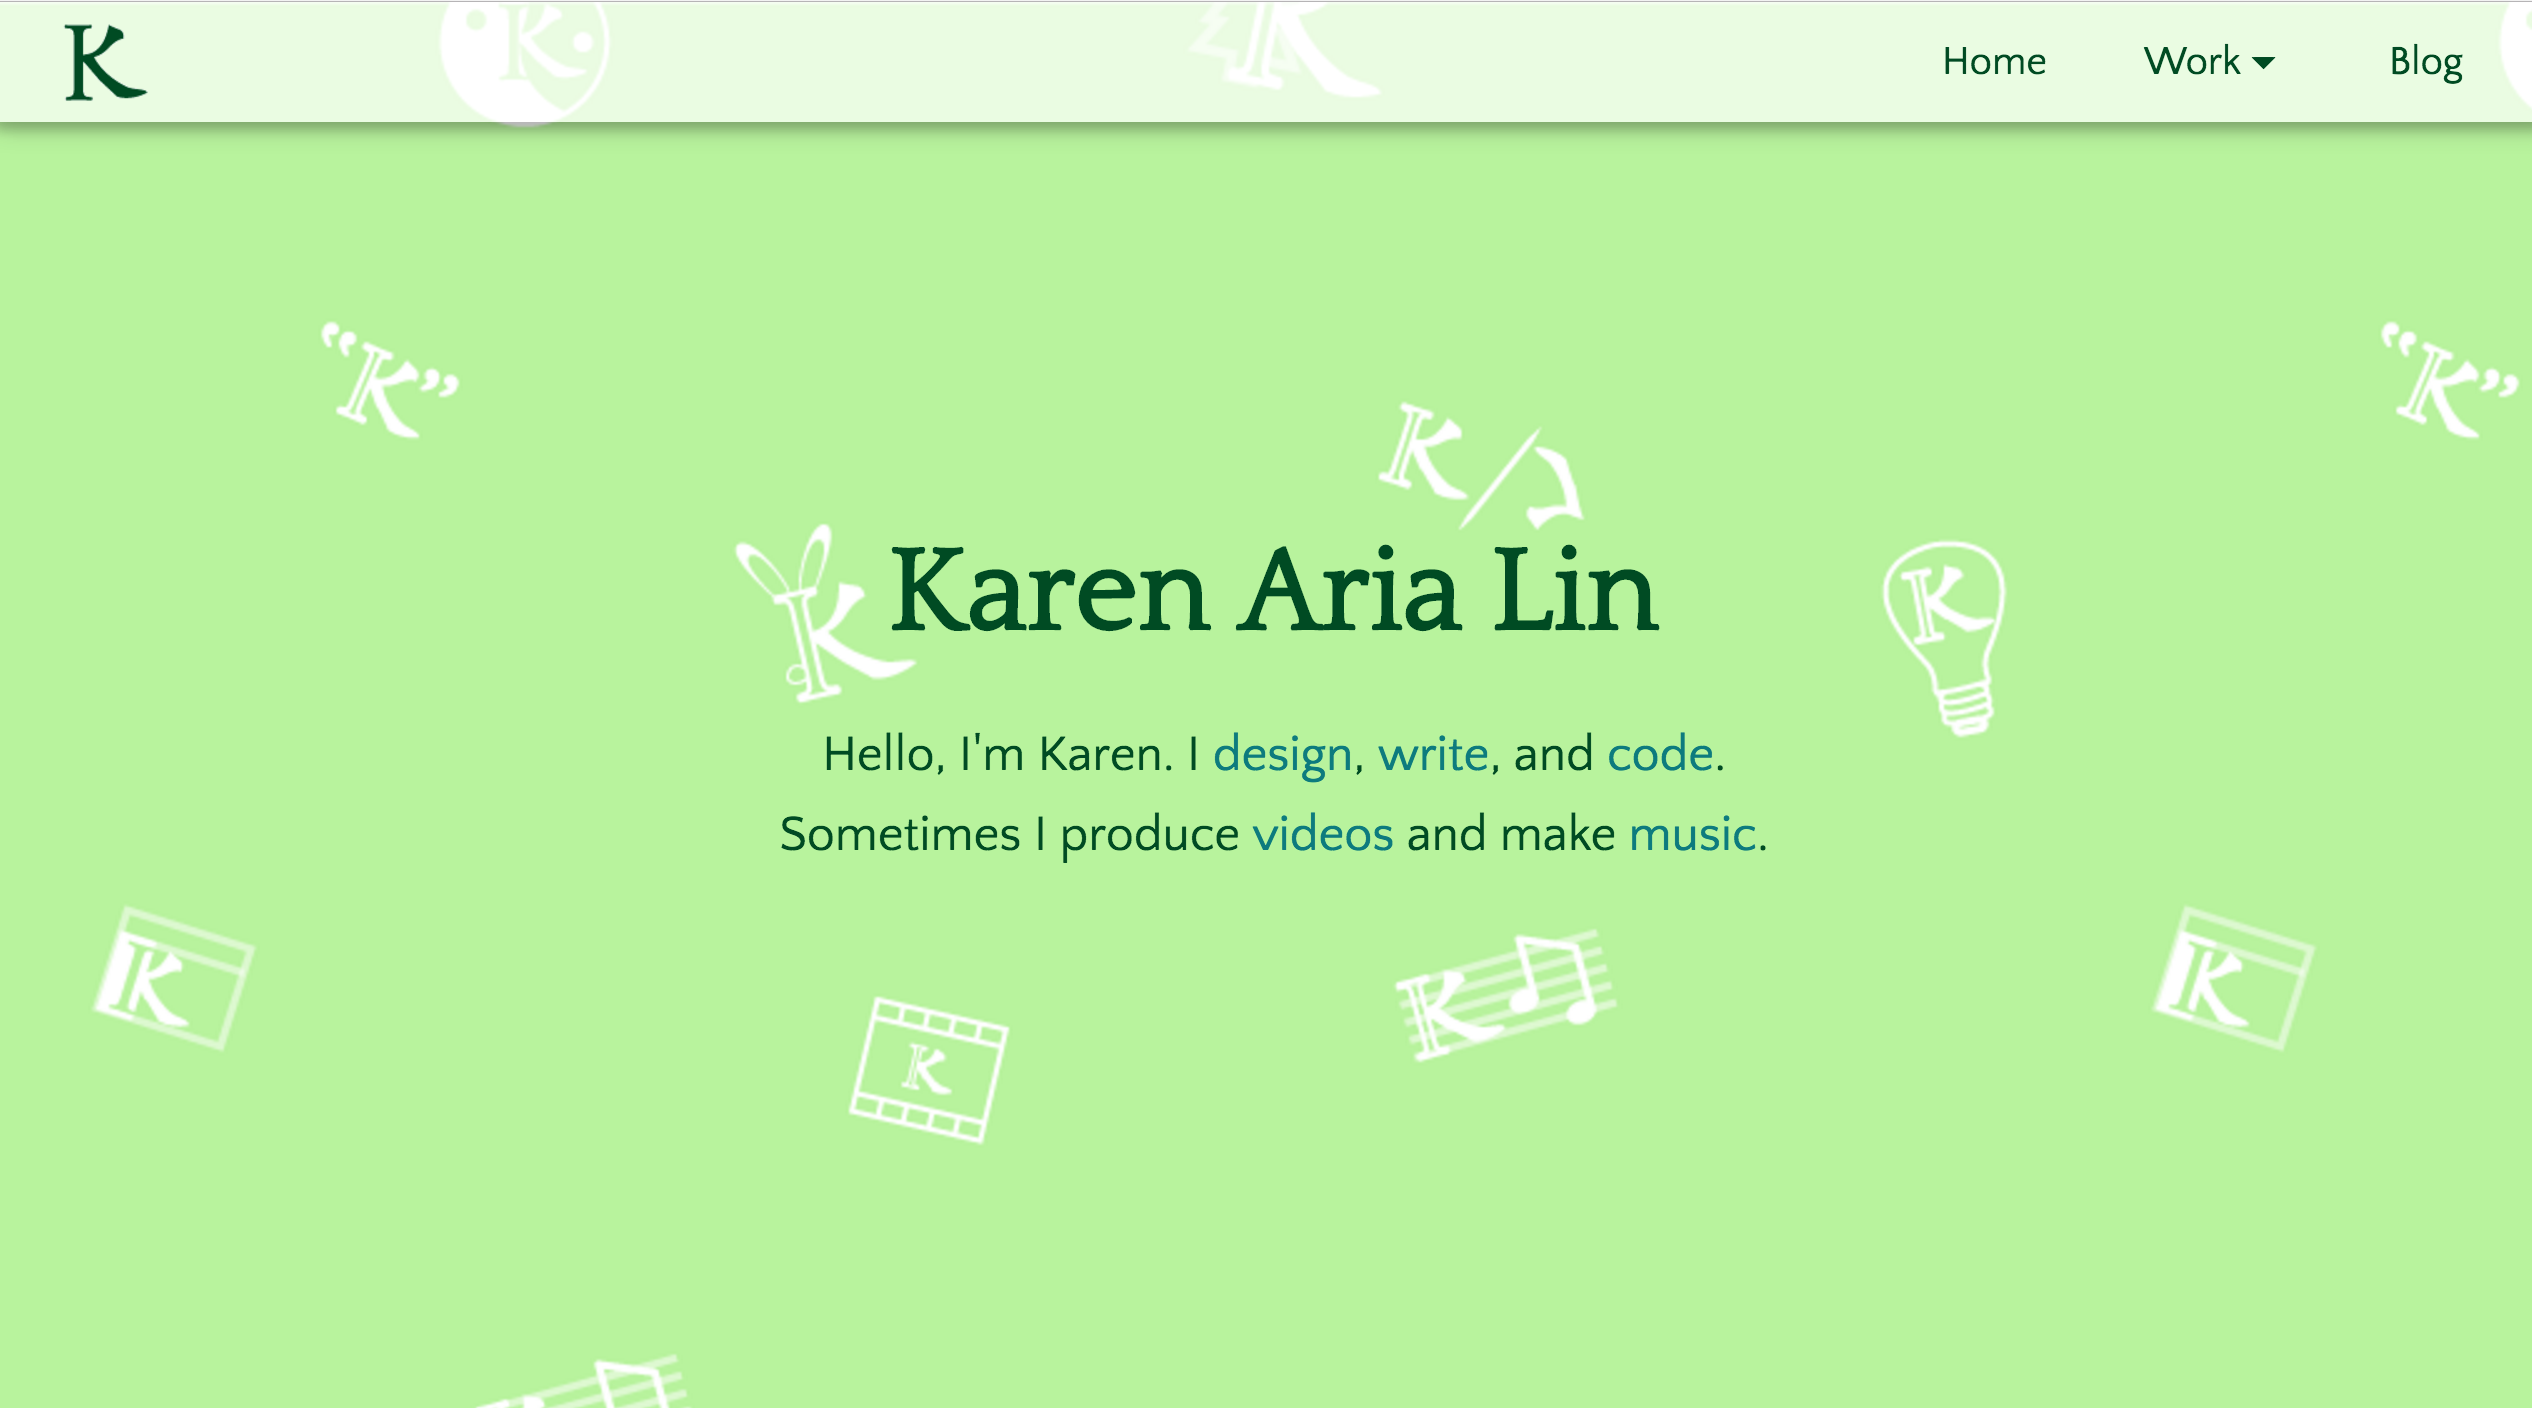 K
Home Work Blog
K
K
“K”
“K”
K/
K
K
Karen Aria Lin
Hello, I'm Karen. I design, write, and code.
Sometimes I produce videos and make music.
K
K
K
K